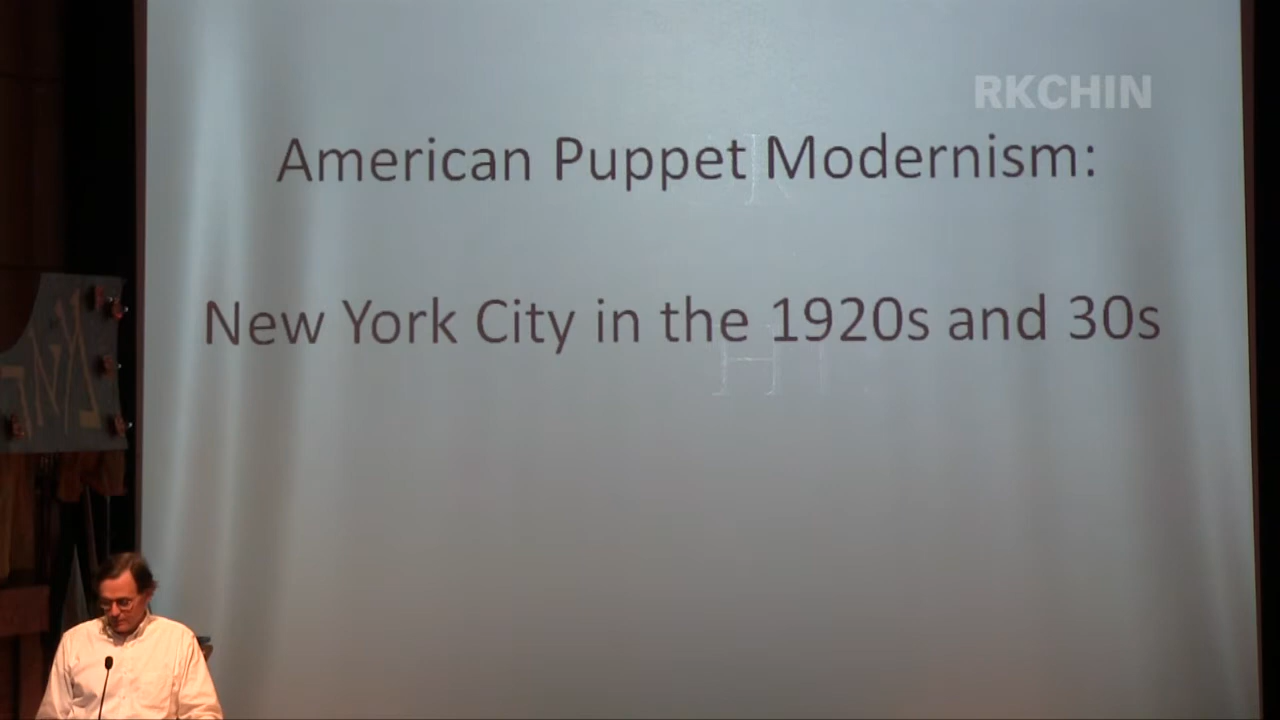 RKCHIN
American Puppet Modernism:
New York City in the 1920s and 30s